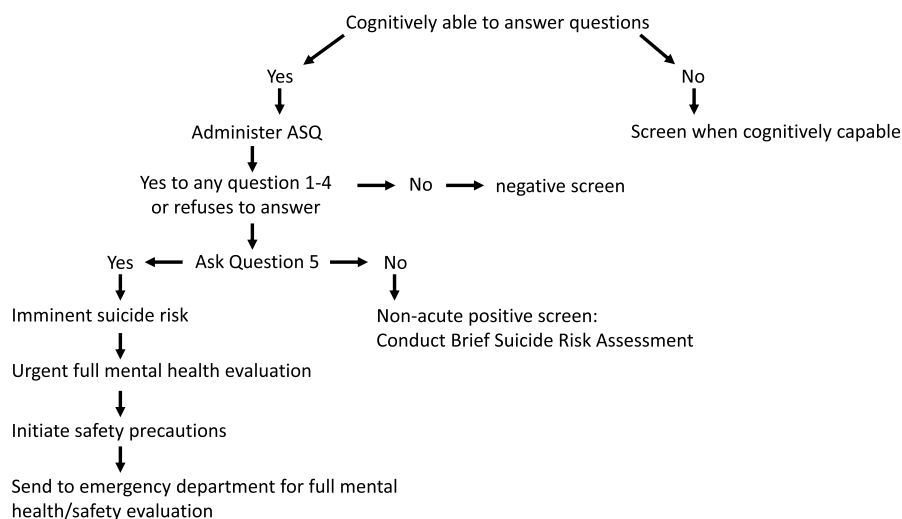 Cognitively able to answer questions
Yes
No
Administer ASQ
Screen when cognitively capable
Yes to any question 1-4
or refuses to answer
No
negative screen
Yes
Ask Question 5
No
Imminent suicide risk
Non-acute positive screen:
Conduct Brief Suicide Risk Assessment
Urgent full mental health evaluation
Initiate safety precautions
Send to emergency department for full mental
health/safety evaluation